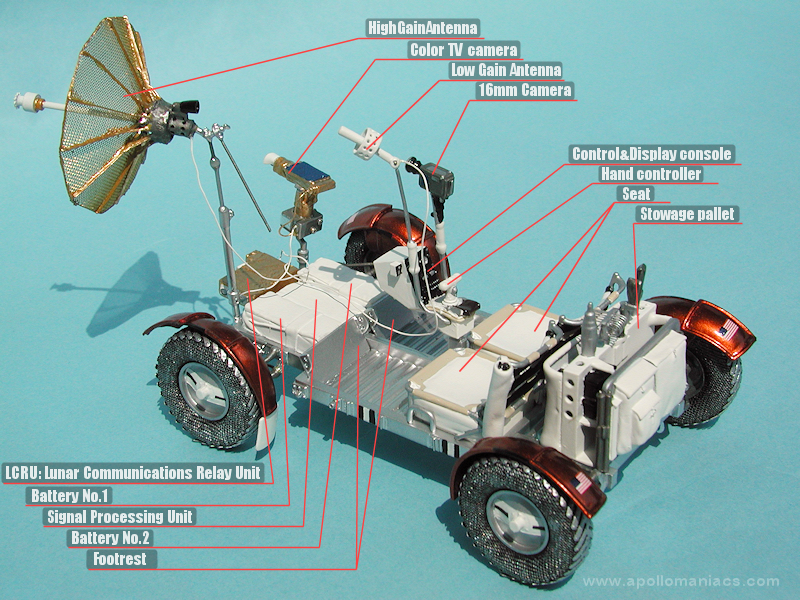 HighGainAntenna
Color TV camera
Low Gain Antenna
16mm Camera
Control&Display console
Hand controller
Seat
Stowage pallet
LCRU: Lunar Communications Relay Unit
Battery No.1
Signal Processing Unit
Battery No.2
Footrest
www.apollomaniacs.com